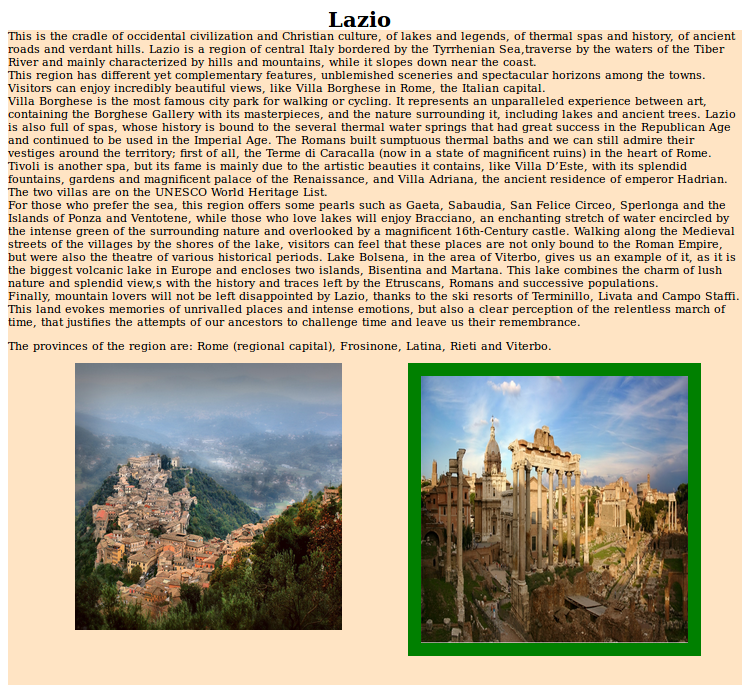 Lazio
This is the cradle of occidental civilization and Christian culture, of lakes and legends, of thermal spas and history, of ancient
roads and verdant hills. Lazio is a region of central Italy bordered by the Tyrrhenian Sea,traverse by the waters of the Tiber
River and mainly characterized by hills and mountains, while it slopes down near the coast.
This region has different yet complementary features, unblemished sceneries and spectacular horizons among the towns.
Visitors can enjoy incredibly beautiful views, like Villa Borghese in Rome, the Italian capital.
Villa Borghese is the most famous city park for walking or cycling. It represents an unparalleled experience between art,
containing the Borghese Gallery with its masterpieces, and the nature surrounding it, including lakes and ancient trees. Lazio
is also full of spas, whose history is bound to the several thermal water springs that had great success in the Republican Age
and continued to be used in the Imperial Age. The Romans built sumptuous thermal baths and we can still admire their
vestiges around the territory; first of all, the Terme di Caracalla (now in a state of magnificent ruins) in the heart of Rome.
Tivoli is another spa, but its fame is mainly due to the artistic beauties it contains, like Villa D’Este, with its splendid
fountains, gardens and magnificent palace of the Renaissance, and Villa Adriana, the ancient residence of emperor Hadrian.
The two villas are on the UNESCO World Heritage List.
For those who prefer the sea, this region offers some pearls such as Gaeta, Sabaudia, San Felice Circeo, Sperlonga and the
Islands of Ponza and Ventotene, while those who love lakes will enjoy Bracciano, an enchanting stretch of water encircled by
the intense green of the surrounding nature and overlooked by a magnificent 16th-Century castle. Walking along the Medieval
streets of the villages by the shores of the lake, visitors can feel that these places are not only bound to the Roman Empire,
but were also the theatre of various historical periods. Lake Bolsena, in the area of Viterbo, gives us an example of it, as it is
the biggest volcanic lake in Europe and encloses two islands, Bisentina and Martana. This lake combines the charm of lush
nature and splendid view,s with the history and traces left by the Etruscans, Romans and successive populations.
Finally, mountain lovers will not be left disappointed by Lazio, thanks to the ski resorts of Terminillo, Livata and Campo Staffi.
This land evokes memories of unrivalled places and intense emotions, but also a clear perception of the relentless march of
time, that justifies the attempts of our ancestors to challenge time and leave us their remembrance.
The provinces of the region are: Rome (regional capital), Frosinone, Latina, Rieti and Viterbo.